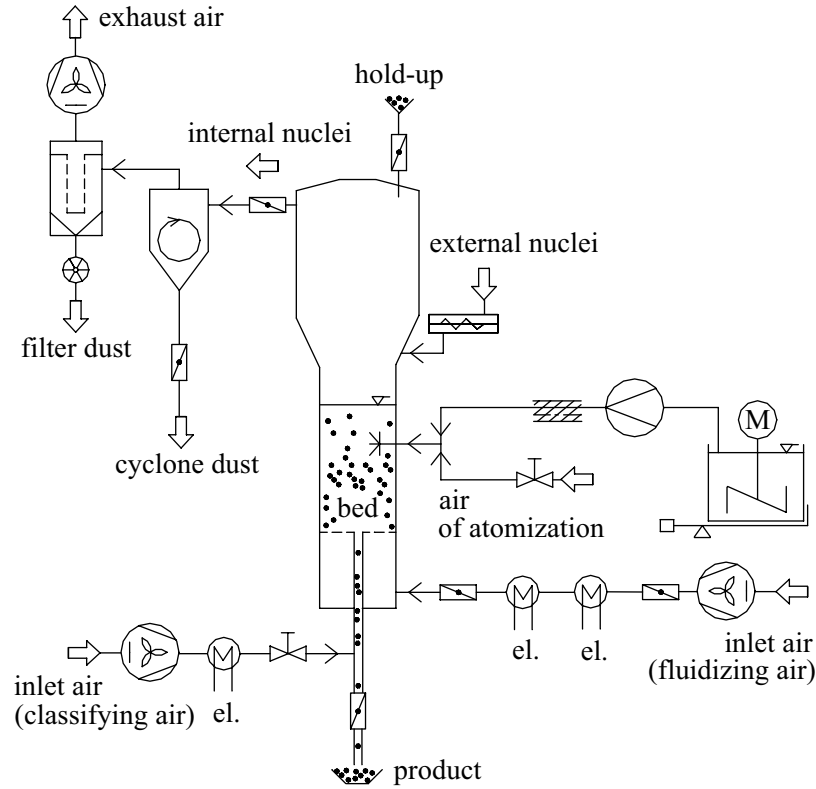 exhaust air
hold-up
internal nuclei
external nuclei
filter dust
cyclone dust
M
bed
air
of atomization
inlet air
(fluidizing air)
el.
el.
inlet air
(classifying air)
el.
product